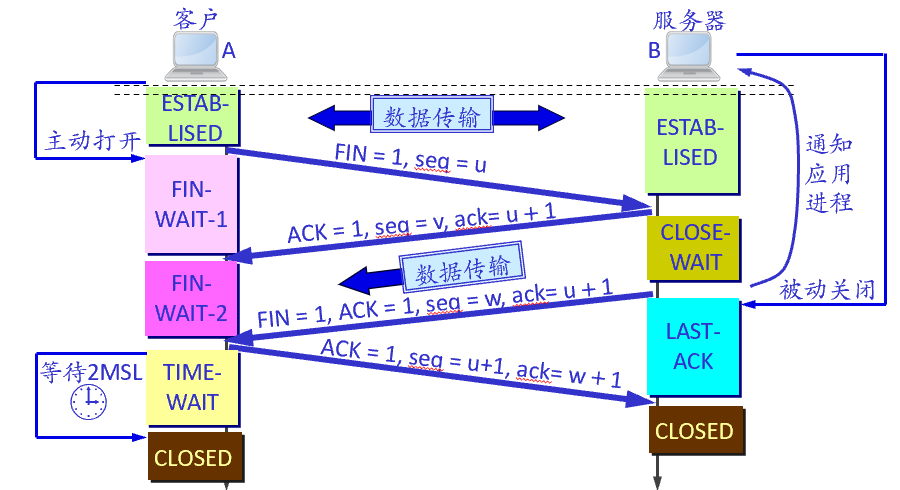 客户
A
服务器
B
ESTAB-
LISED
数据传输
ESTAB-
LISED
主动打开
FIN = 1, seq = u
通知
应用
进程
FIN-
WAIT-1
ACK = 1, seq = v, ack= u + 1
CLOSE-
WAIT
数据传输
FIN-
WAIT-2
FIN = 1, ACK = 1, seq = w, ack= u + 1
被动关闭
LAST-
ACK
ACK = 1, seq = u+1, ack= w + 1
等待2MSL
TIME-
WAIT
CLOSED
CLOSED